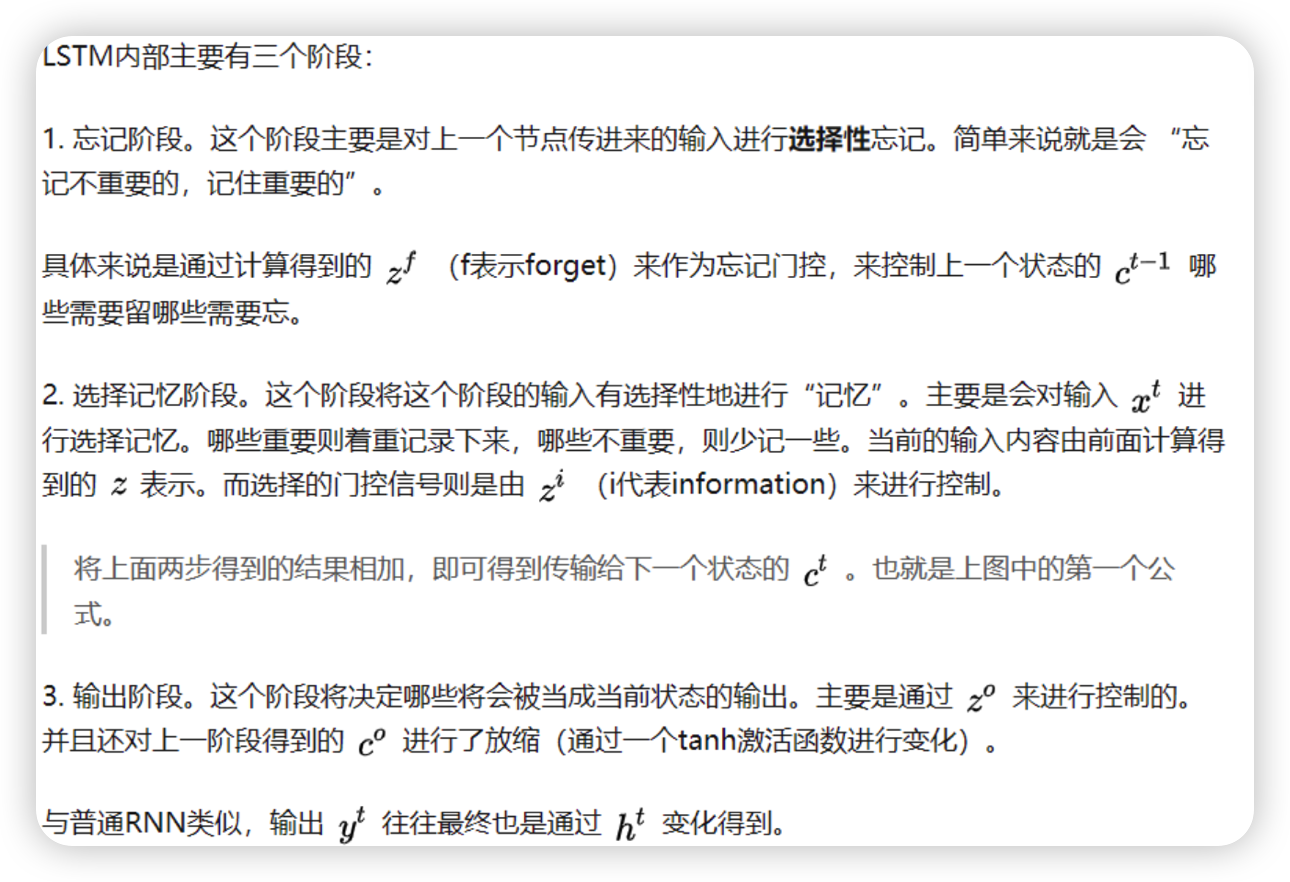 LSTM内部主要有三个阶段：
1. 忘记阶段。这个阶段主要是对上一个节点传进来的输入进行选择性忘记。简单来说就是会 “忘
记不重要的，记住重要的”。
具体来说是通过计算得到的 z^f （f表示forget）来作为忘记门控，来控制上一个状态的 c^{t-1} 哪
些需要留哪些需要忘。
2. 选择记忆阶段。这个阶段将这个阶段的输入有选择性地进行“记忆”。主要是会对输入 x^t 进
行选择记忆。哪些重要则着重记录下来，哪些不重要，则少记一些。当前的输入内容由前面计算得
到的 z 表示。而选择的门控信号则是由 z^i （i代表information）来进行控制。
将上面两步得到的结果相加，即可得到传输给下一个状态的 c^t 。也就是上图中的第一个公
式。
3. 输出阶段。这个阶段将决定哪些将会被当成当前状态的输出。主要是通过 z^o 来进行控制的。
并且还对上一阶段得到的 c^o 进行了放缩（通过一个tanh激活函数进行变化）。
与普通RNN类似，输出 y^t 往往最终也是通过 h^t 变化得到。